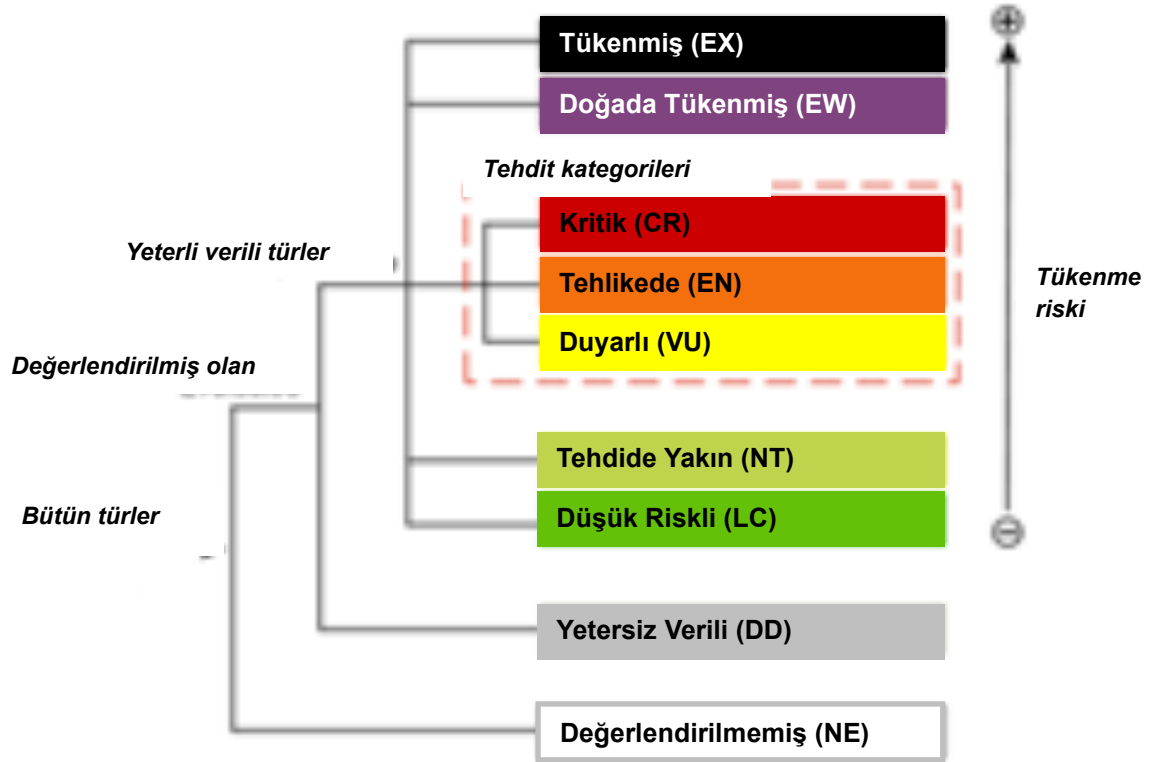 Tükenmiş (EX)
Doğada Tükenmiş (EW)
Tehdit kategorileri
Kritik (CR)
Yeterli verili türler
Tehlikede (EN)
Tükenme
riski
Duyarlı (VU)
Değerlendirilmiş olan
Tehdide Yakın (NT)
Bütün türler
Düşük Riskli (LC)
Yetersiz Verili (DD)
Değerlendirilmemiş (NE)